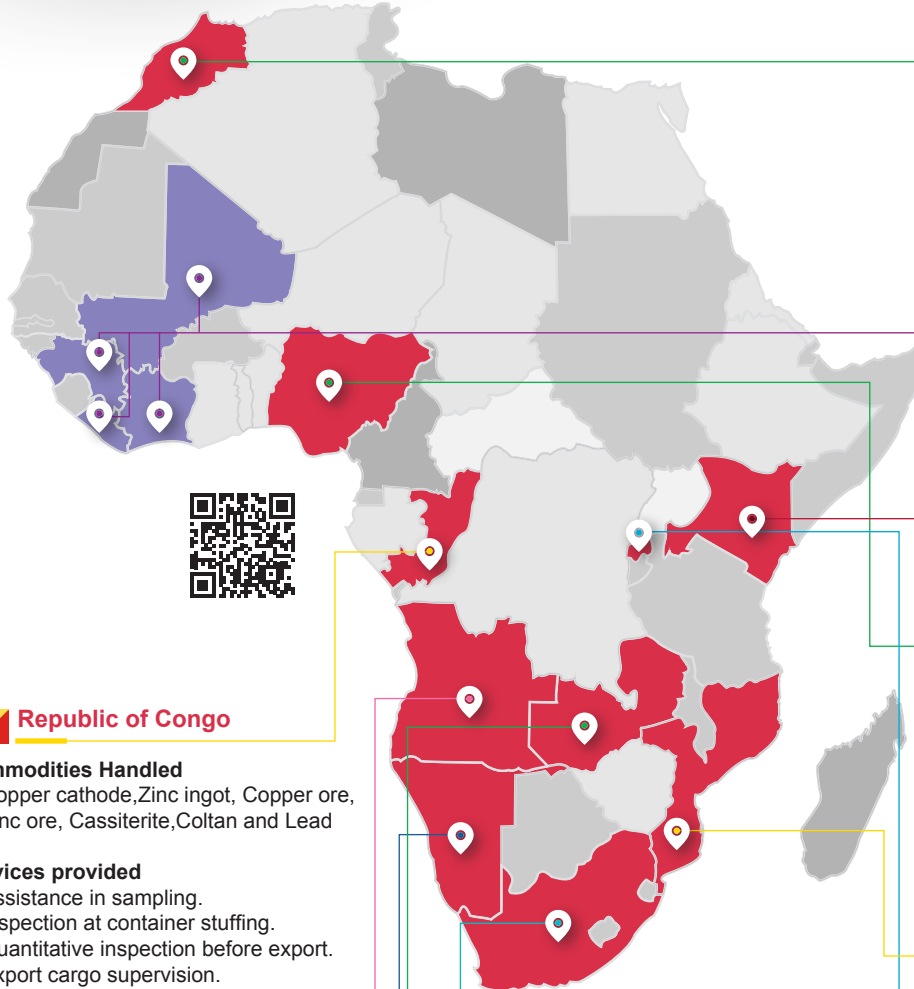 Republic of Congo
mmodities Handled
opper cathode,Zinc ingot, Copper ore,
nc ore, Cassiterite,Coltan and Lead
vices provided
ssistance in sampling.
spection at container stuffing.
uantitative inspection before export.
xport cargo supervision.